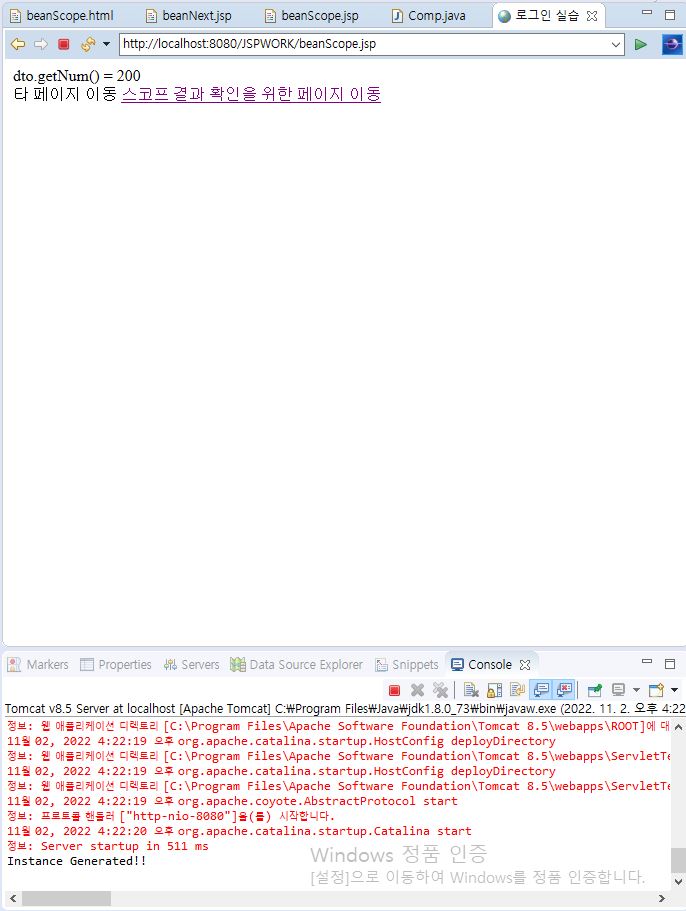 beanScope.html
beanNext.jsp
beanScope.jsp
Comp.java
로그인 실습
http://localhost:8080/JSPWORK/beanScope.jsp
dto.getNum() = 200
타 페이지 이동 스코프 결과 확인을 위한 페이지 이동
Markers
Properties
Servers
Data Source Explorer
Snippets
Console
Tomcat v8.5 Server at localhost [Apache Tomcat] C:₩Program Files₩Java₩jdk1.8.0_73₩bin₩javaw.exe (2022. 11. 2. 오후 4:22
정보: 웹 애플리케이션 디렉토리 [C:\Program Files\Apache Software Foundation\Tomcat 8.5\webapps\ROOT]에 대
11월 02, 2022 4:22:19 오후 org.apache.catalina.startup.HostConfig deployDirectory
정보: 웹 애플리케이션 디렉토리 [C:\Program Files\Apache Software Foundation\Tomcat 8.5\webapps\ServletTe
11월 02, 2022 4:22:19 오후 org.apache.catalina.startup.HostConfig deployDirectory
정보: 웹 애플리케이션 디렉토리 [C:\Program Files\Apache Software Foundation\Tomcat 8.5\webapps\ServletTe
11월 02, 2022 4:22:19 오후 org.apache.coyote.AbstractProtocol start
정보: 프로토콜 핸들러 ["http-nio-8080"]을(를) 시작합니다.
11월 02, 2022 4:22:20 오후 org.apache.catalina.startup.Catalina start
정보: Server startup in 511 ms
Instance Generated!!
Windows 정품 인증
[설정]으로 이동하여 Windows를 정품 인증합니다.